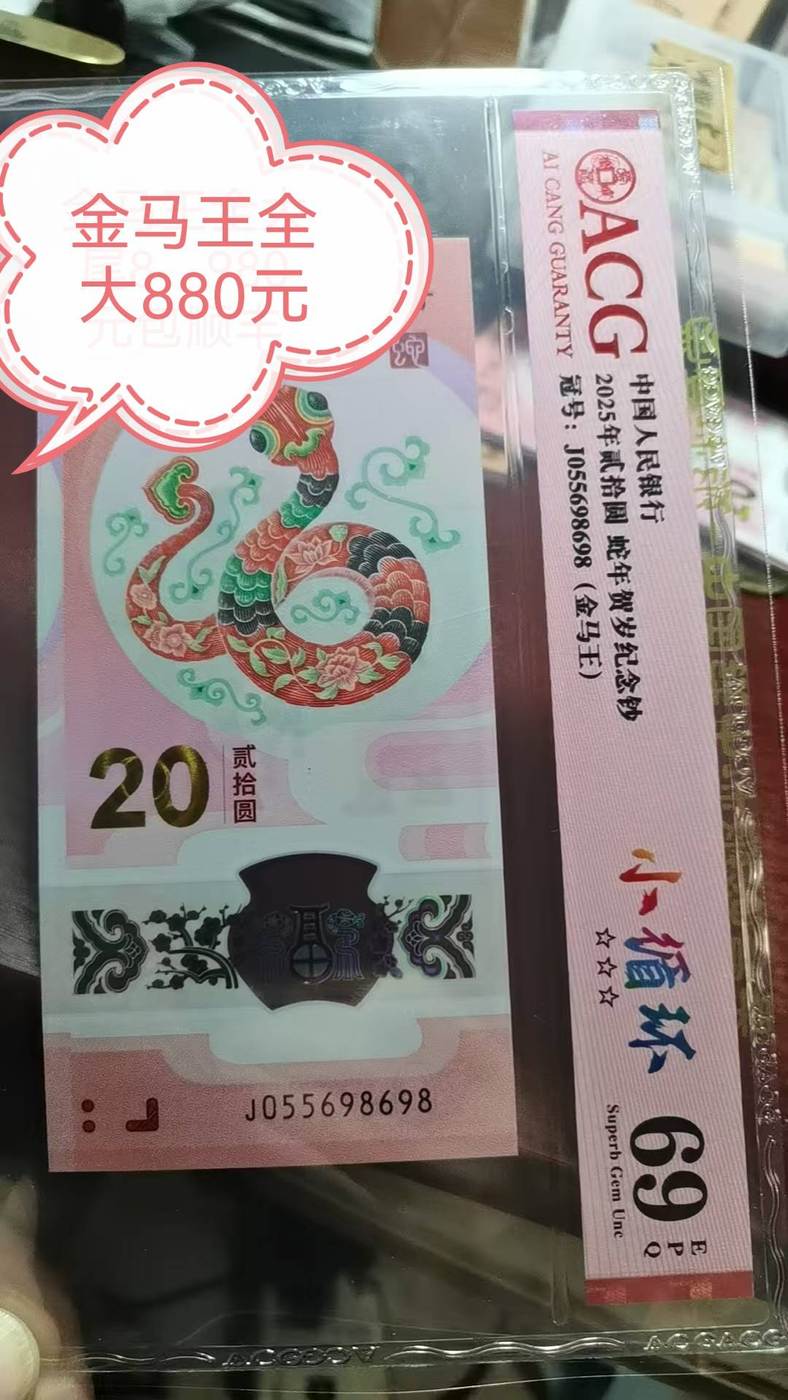 金马王全
大880元
蛇
20
贰拾圆
J055698698
ACG
AI CANG GUARANTY
中国人民银行
2025年贰拾圆 蛇年贺岁纪念钞
冠号：J055698698（金马王）
小循环
☆☆☆
69
EPQ
Superb Gem Unc